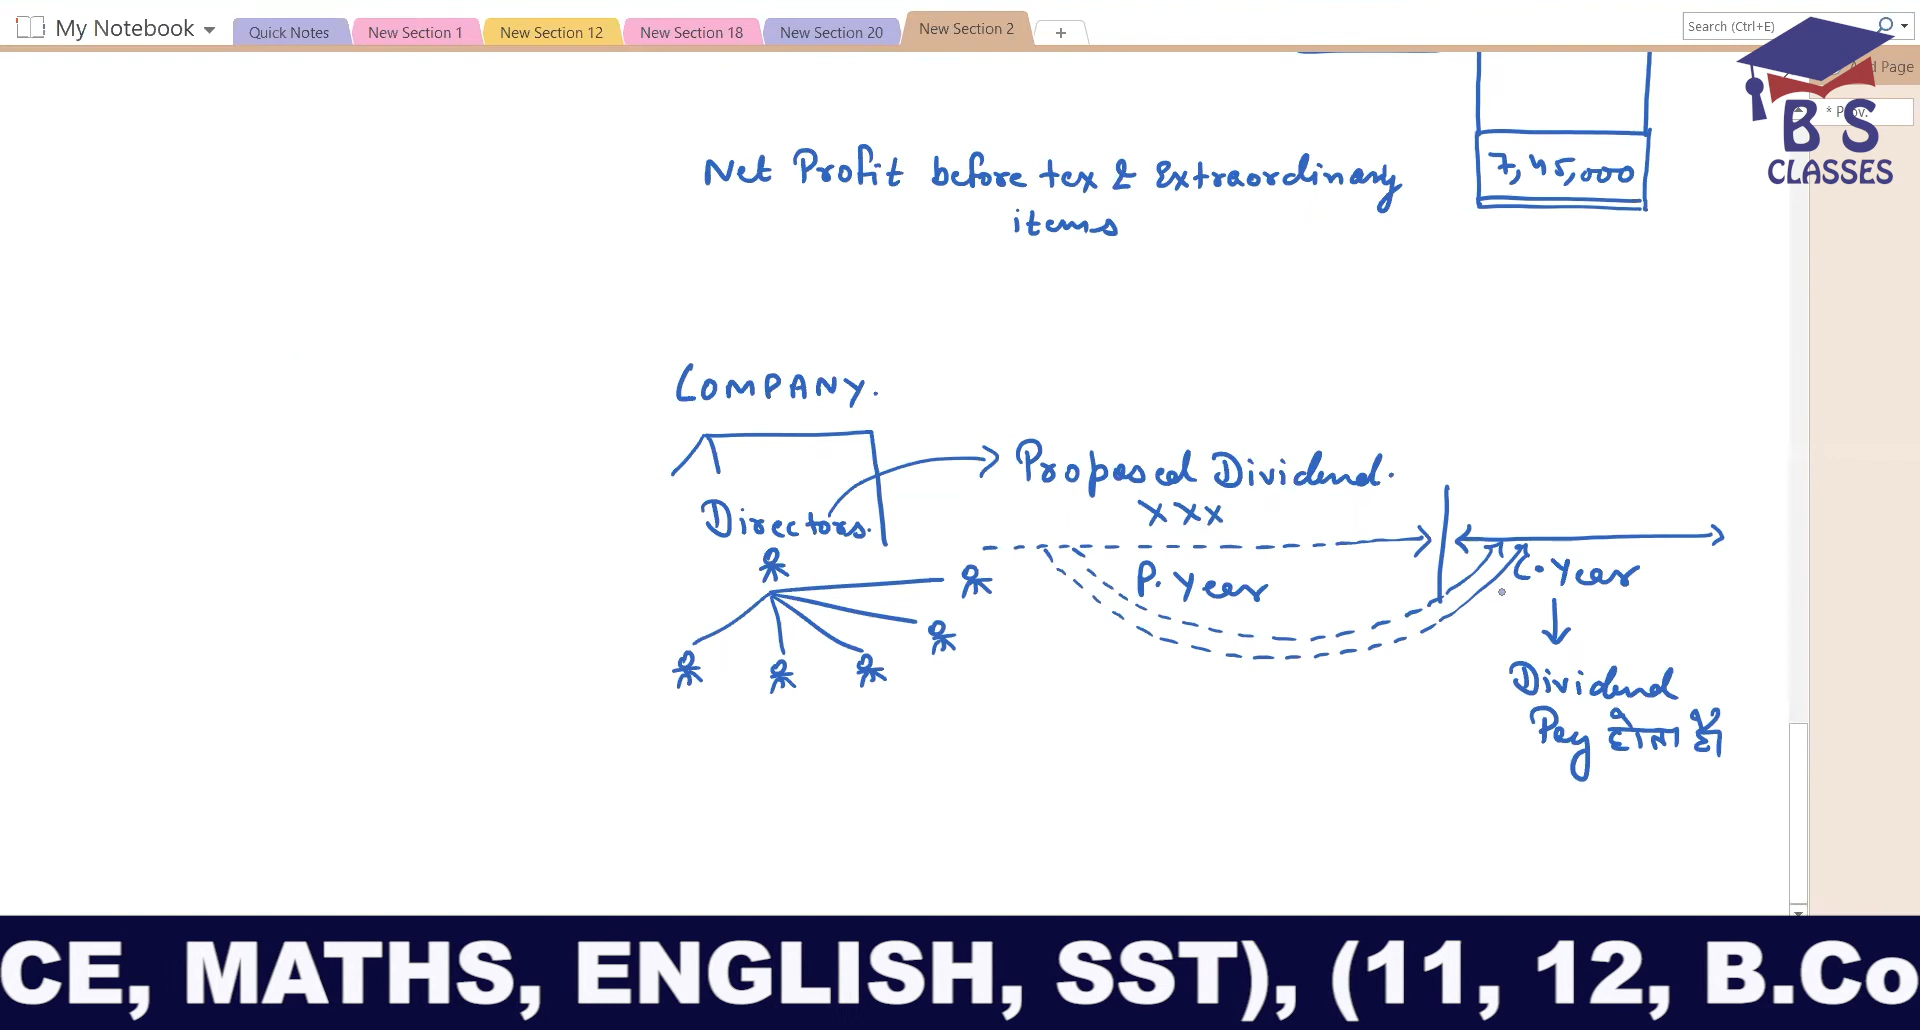 My Notebook
Quick Notes
New Section 1
New Section 12
New Section 18
New Section 20
New Section 2
+
Search (Ctrl+E)
d Page
* Prov.
B S
CLASSES
7,45,000
Net Profit before tax & Extraordinary
items
COMPANY.
Proposed Dividend.
XXX
Directors.
P. Year
C. Year
Dividend
Pay होता है
CE, MATHS, ENGLISH, SST), (11, 12, B.Co